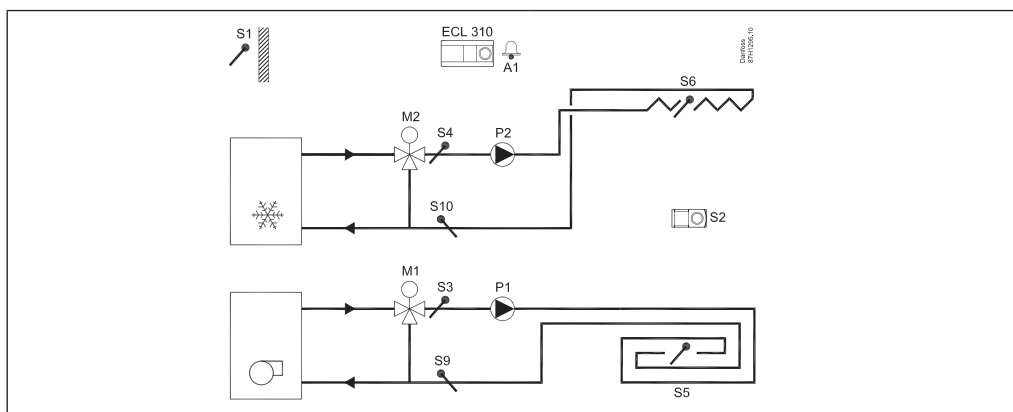 S1
ECL 310
A1
Danfoss
87H1295.10
S6
M2
S4
P2
S10
S2
M1
S3
P1
S9
S5